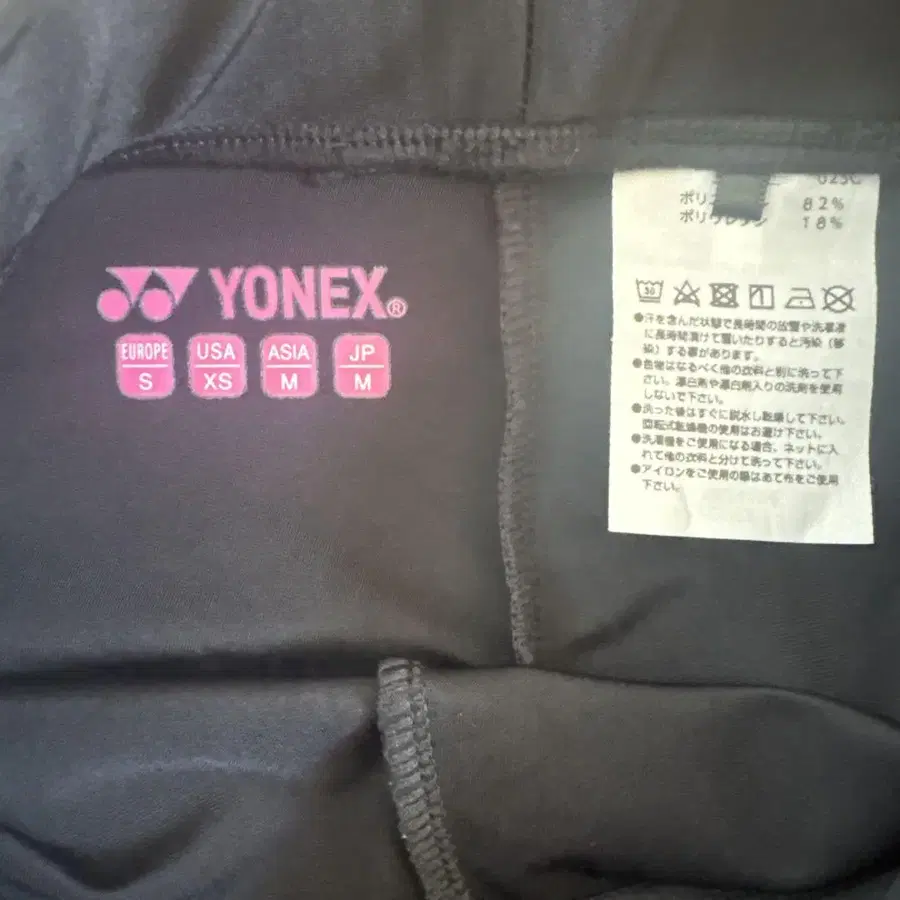 YONEX®
EUROPE USA ASIA JP
S XS M M
82%
ポリウレタン 18%
30
●汗を含んだ状態で長時間の放置や洗濯液
に長時間漬けて置いたりすると汚染(移
染)する事があります。
●色物はなるべく他の衣料と別に洗って下
さい。漂白剤や漂白剤入りの洗剤を使用
しないで下さい。
●洗った後はすぐに脱水し乾燥して下さい。
回転式乾燥機の使用はお避け下さい。
●洗濯機をご使用になる場合、ネットに入
れて他の衣料と分けて洗って下さい。
●アイロンをご使用の際はあて布をご使用
下さい。